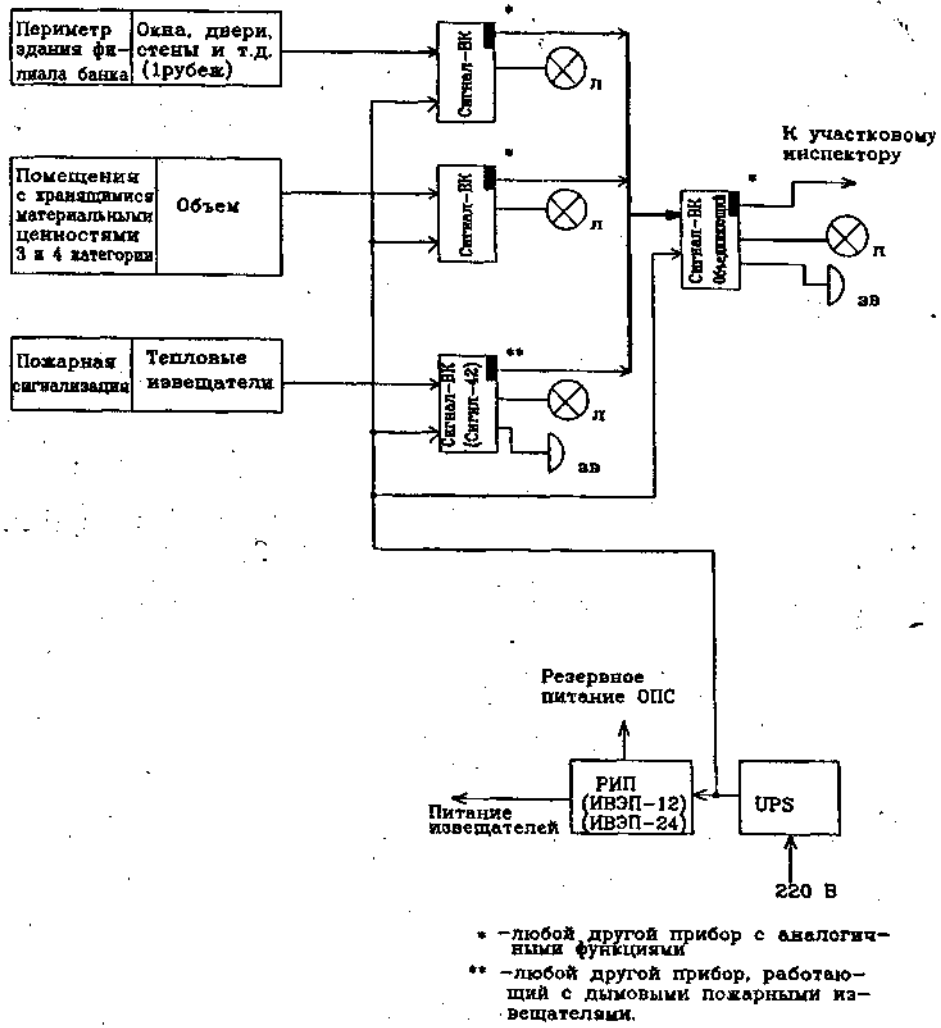 *
Периметр
здания фи-
лиала банка
Окна, двери,
стены и т.д.
(1рубеж)
Сигнал-ВК
л
*
Помещения
с хранящимися
материальными
ценностями
3 и 4 категории
Объем
Сигнал-ВК
л
К участковому
инспектору
*
Сигнал-ВК
Объединяющий
л
зв
**
Пожарная
сигнализация
Тепловые
извещатели
Сигнал-ВК
(Сигнл-42)
л
зв
Резервное
питание ОПС
РИП
(ИВЭП-12)
(ИВЭП-24)
UPS
Питание
извещателей
220 В
* -любой другой прибор с аналогич-
ными функциями
** -любой другой прибор, работаю-
щий с дымовыми пожарными из-
вещателями.